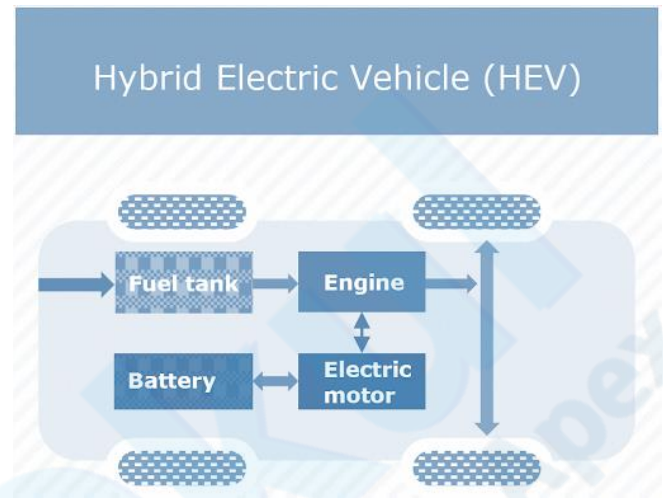 Hybrid Electric Vehicle (HEV)
Fuel tank
Engine
Battery
Electric
motor